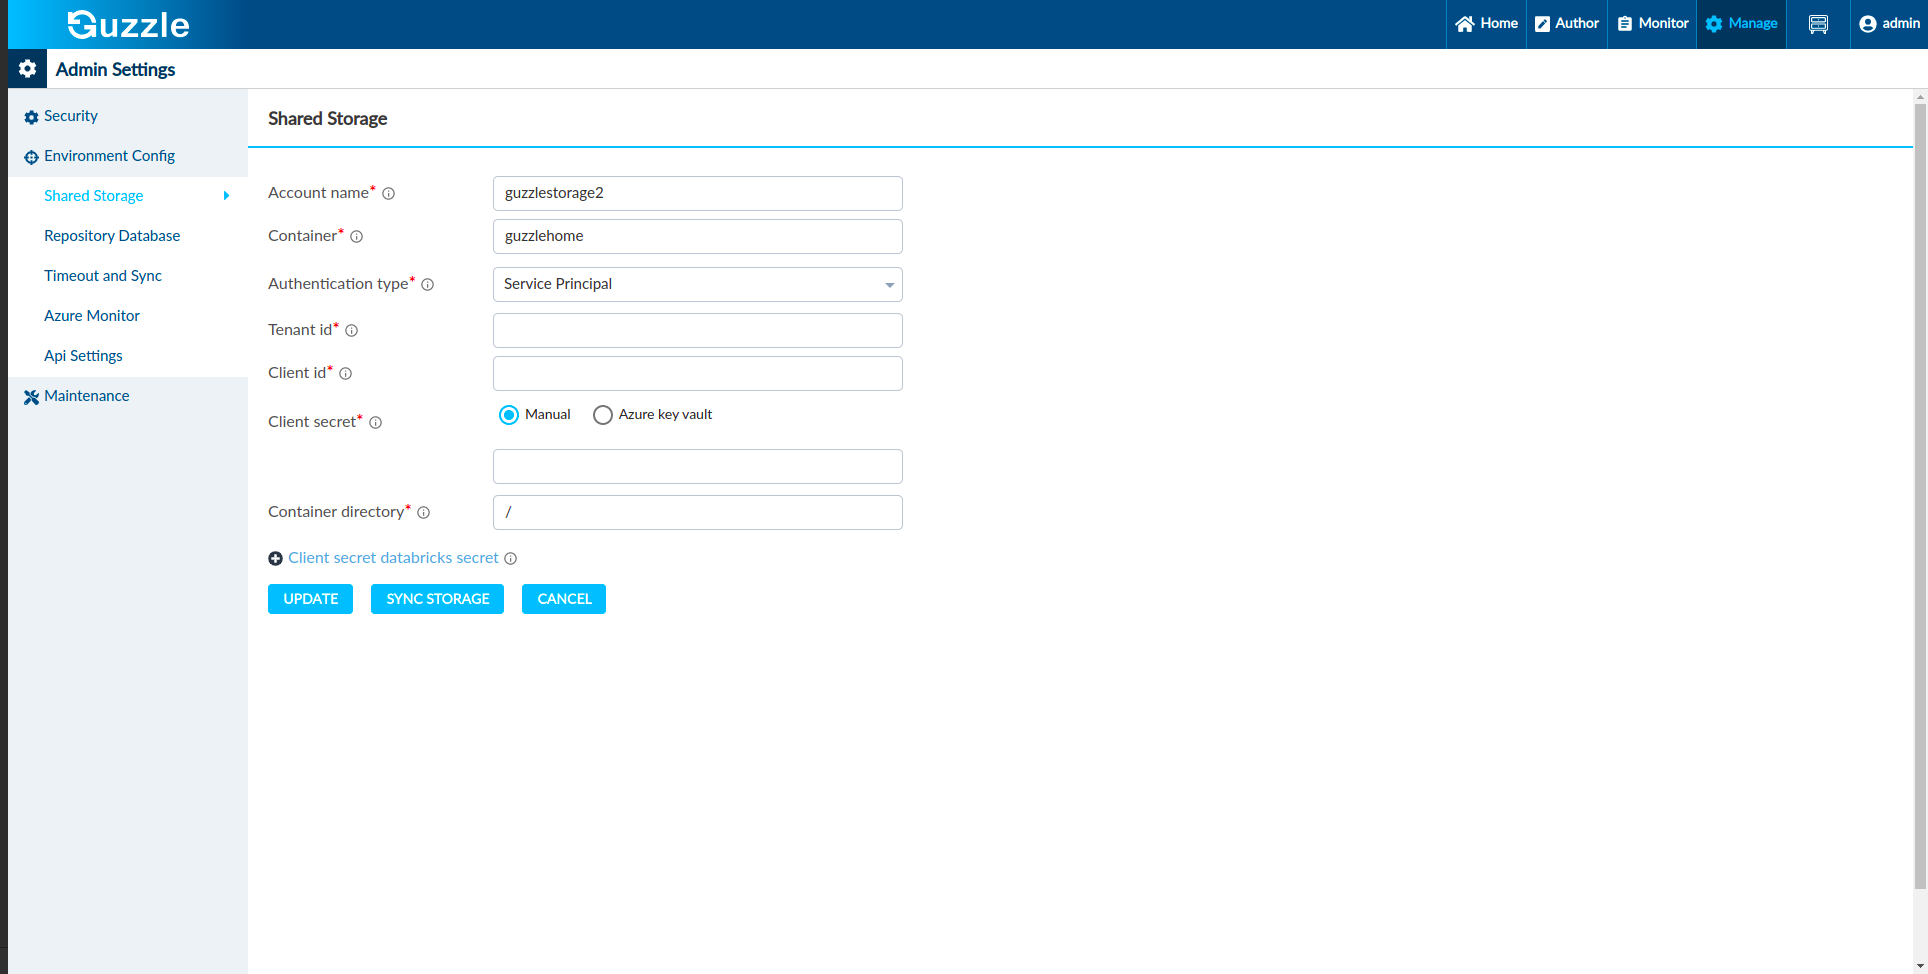 Guzzle
Home
Author
Monitor
Manage
admin
Admin Settings
Security
Environment Config
Shared Storage
Repository Database
Timeout and Sync
Azure Monitor
Api Settings
Maintenance
Shared Storage
Account name* guzzlestorage2
Container* guzzlehome
Authentication type* Service Principal
Tenant id*
Client id*
Client secret* Manual Azure key vault
Container directory* /
Client secret databricks secret
UPDATE SYNC STORAGE CANCEL